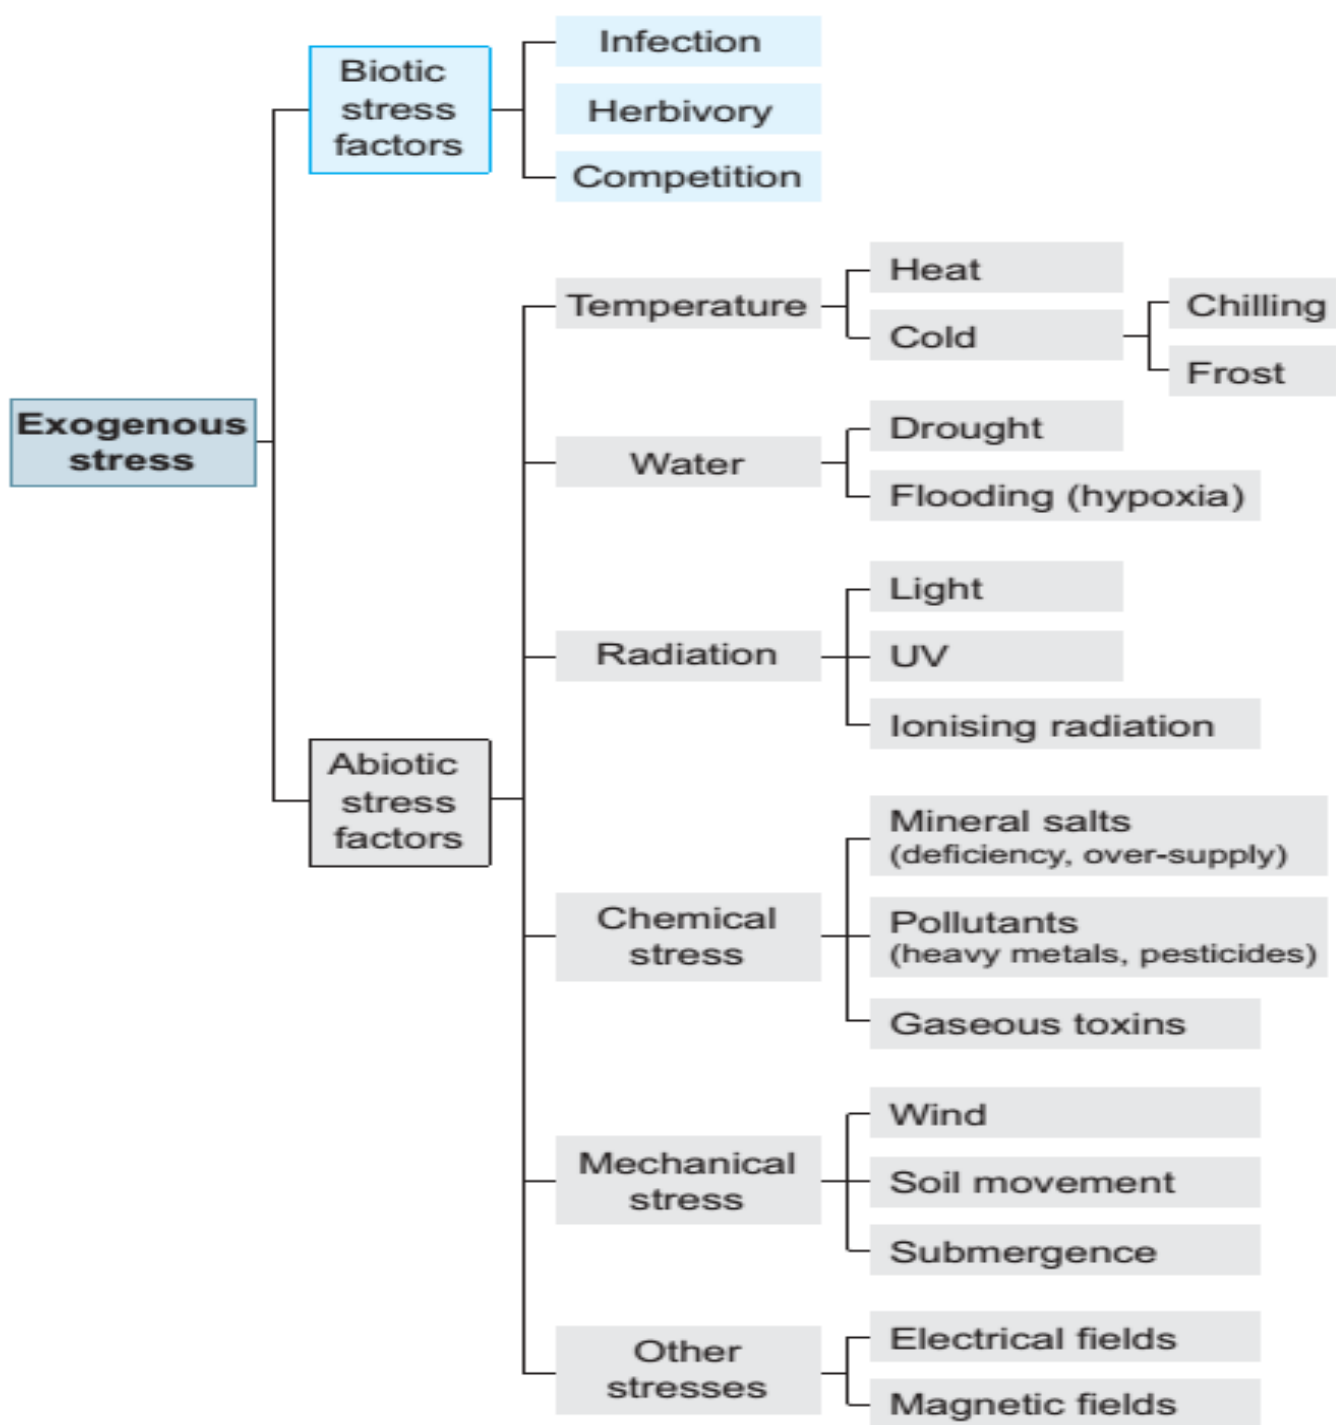 Infection
Biotic
stress
factors
Herbivory
Competition
Heat
Temperature
Chilling
Cold
Frost
Exogenous
stress
Drought
Water
Flooding (hypoxia)
Light
Radiation
UV
Ionising radiation
Abiotic
stress
factors
Mineral salts
(deficiency, over-supply)
Chemical
stress
Pollutants
(heavy metals, pesticides)
Gaseous toxins
Wind
Mechanical
stress
Soil movement
Submergence
Electrical fields
Other
stresses
Magnetic fields